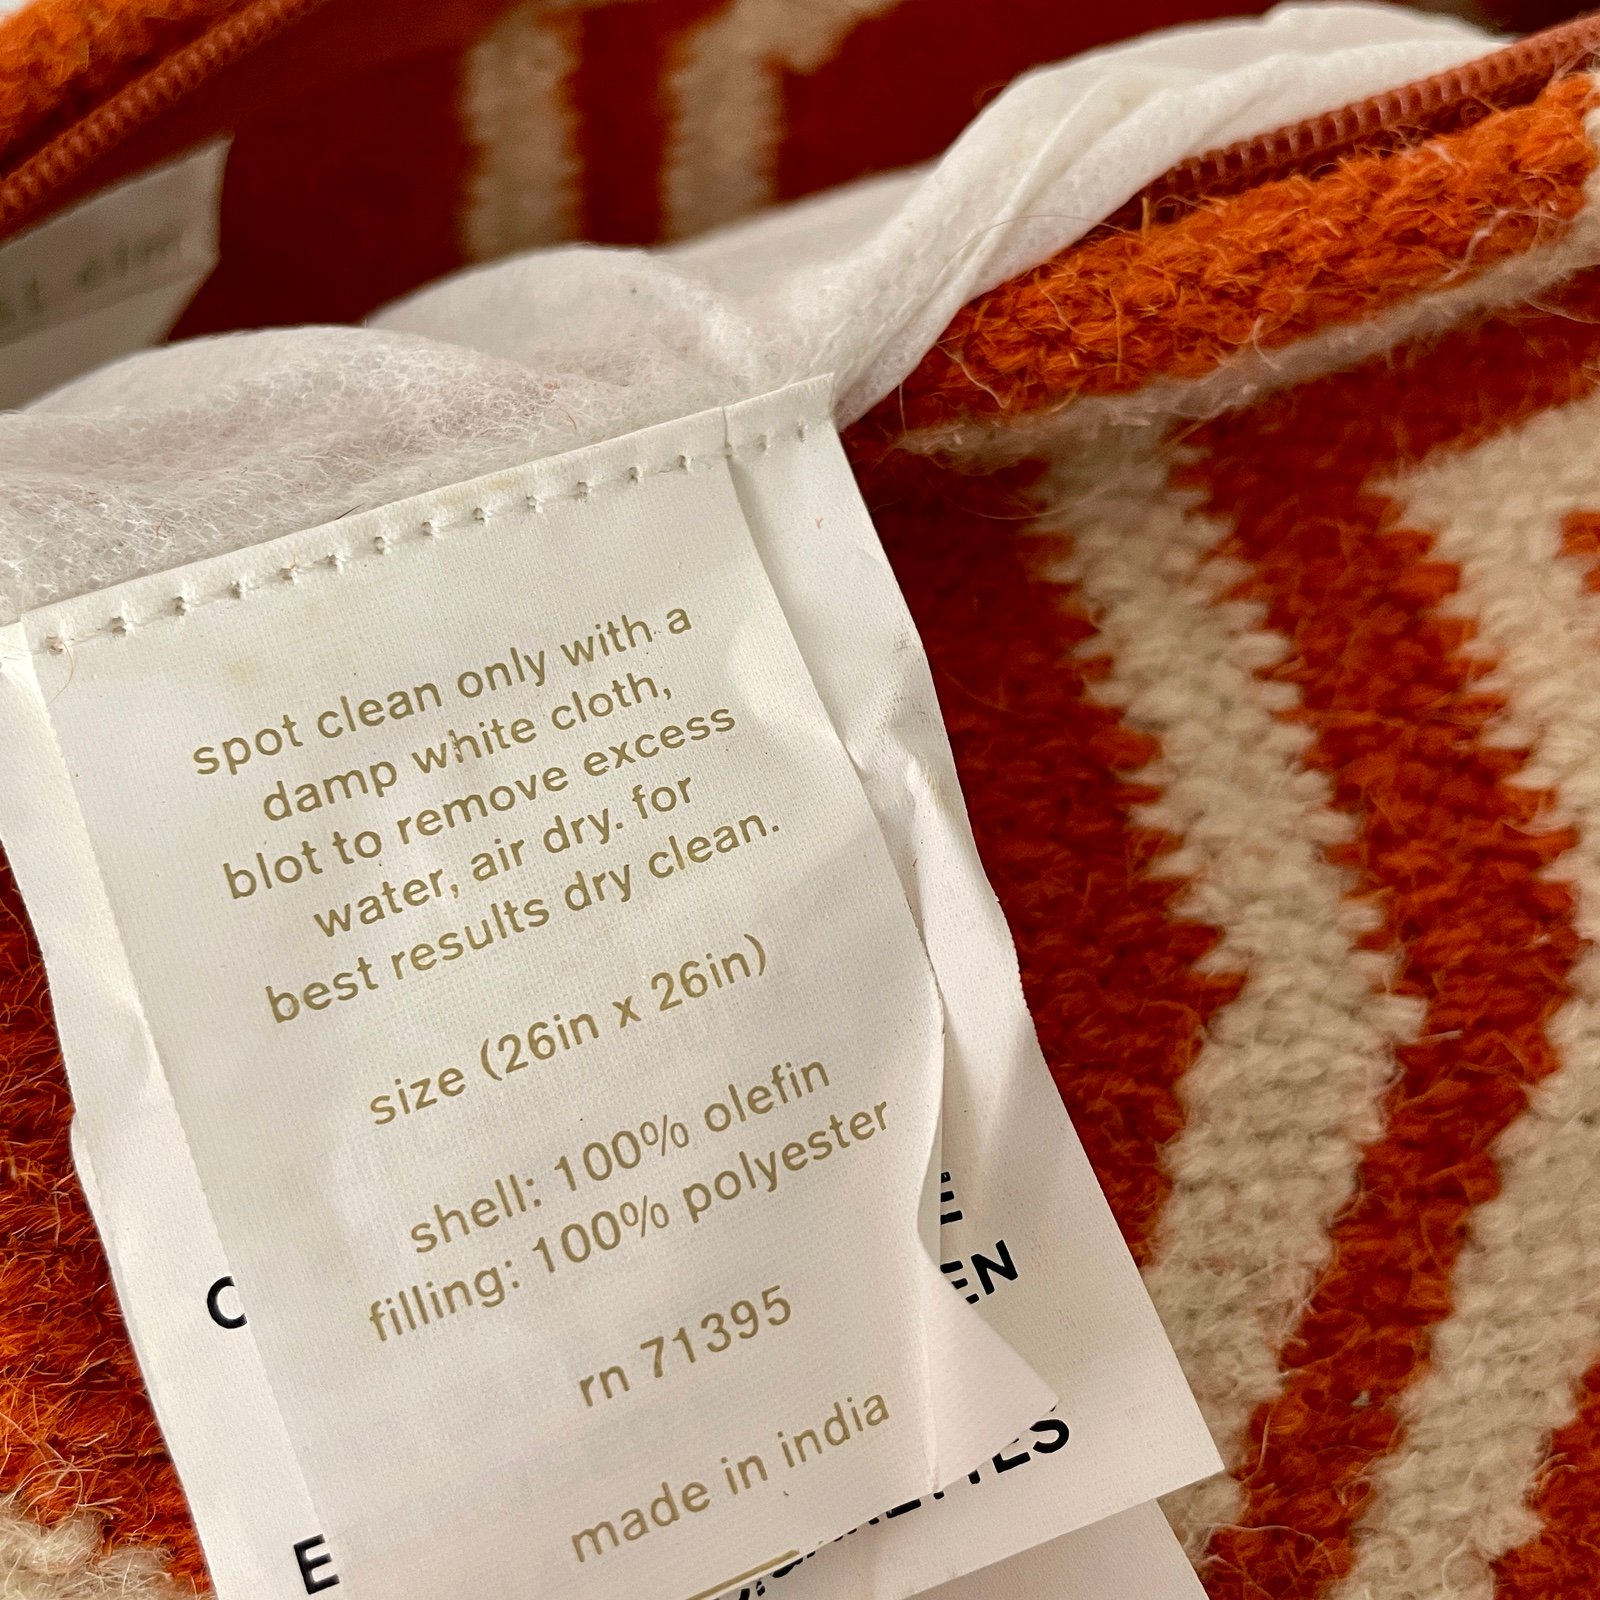 spot clean only with a
damp white cloth,
blot to remove excess
water, air dry. for
best results dry clean.
size (26in x 26in)
shell: 100% olefin
filling: 100% polyester
rn 71395
made in india